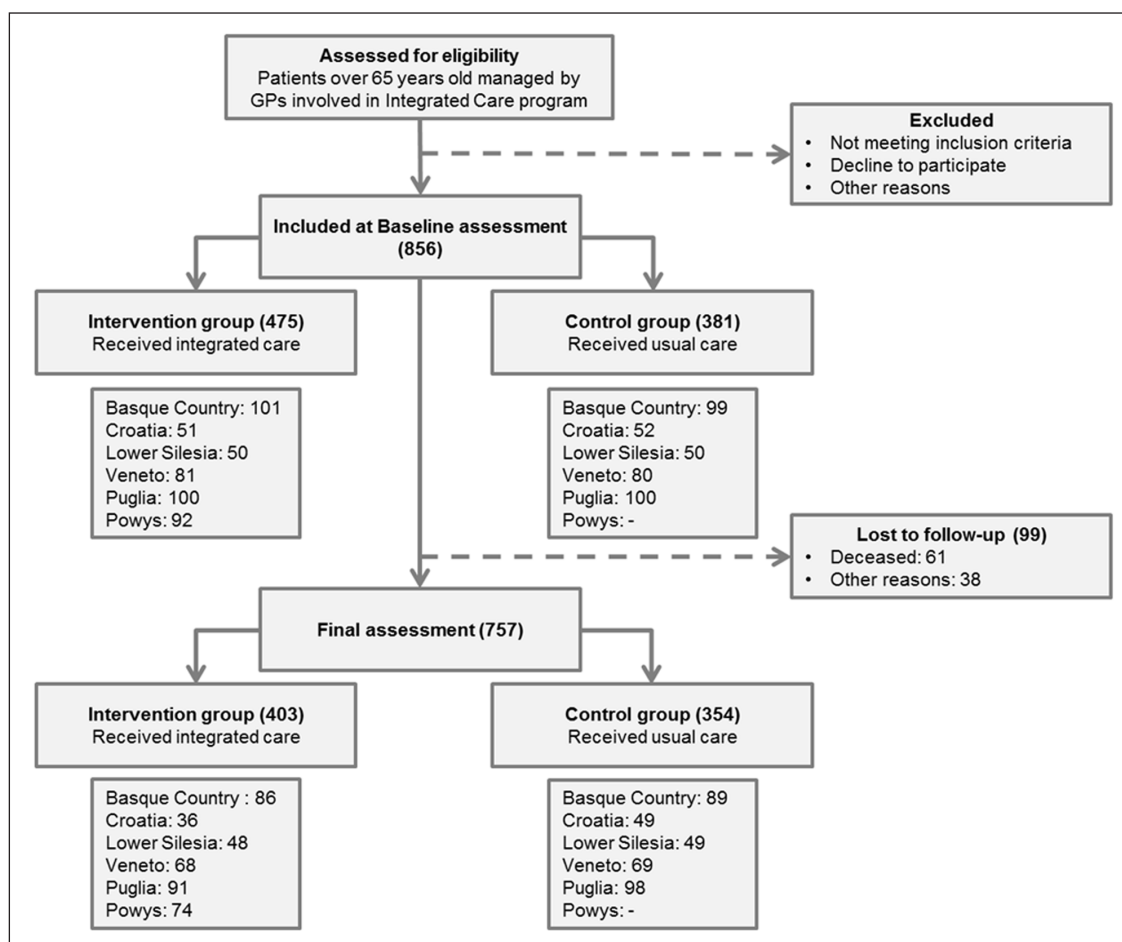 Assessed for eligibility
Patients over 65 years old managed by
GPs involved in Integrated Care program
Excluded
• Not meeting inclusion criteria
• Decline to participate
• Other reasons
Included at Baseline assessment
(856)
Intervention group (475)
Received integrated care
Control group (381)
Received usual care
Basque Country: 101
Croatia: 51
Lower Silesia: 50
Veneto: 81
Puglia: 100
Powys: 92
Basque Country: 99
Croatia: 52
Lower Silesia: 50
Veneto: 80
Puglia: 100
Powys: -
Lost to follow-up (99)
• Deceased: 61
• Other reasons: 38
Final assessment (757)
Intervention group (403)
Received integrated care
Control group (354)
Received usual care
Basque Country : 86
Croatia: 36
Lower Silesia: 48
Veneto: 68
Puglia: 91
Powys: 74
Basque Country: 89
Croatia: 49
Lower Silesia: 49
Veneto: 69
Puglia: 98
Powys: -